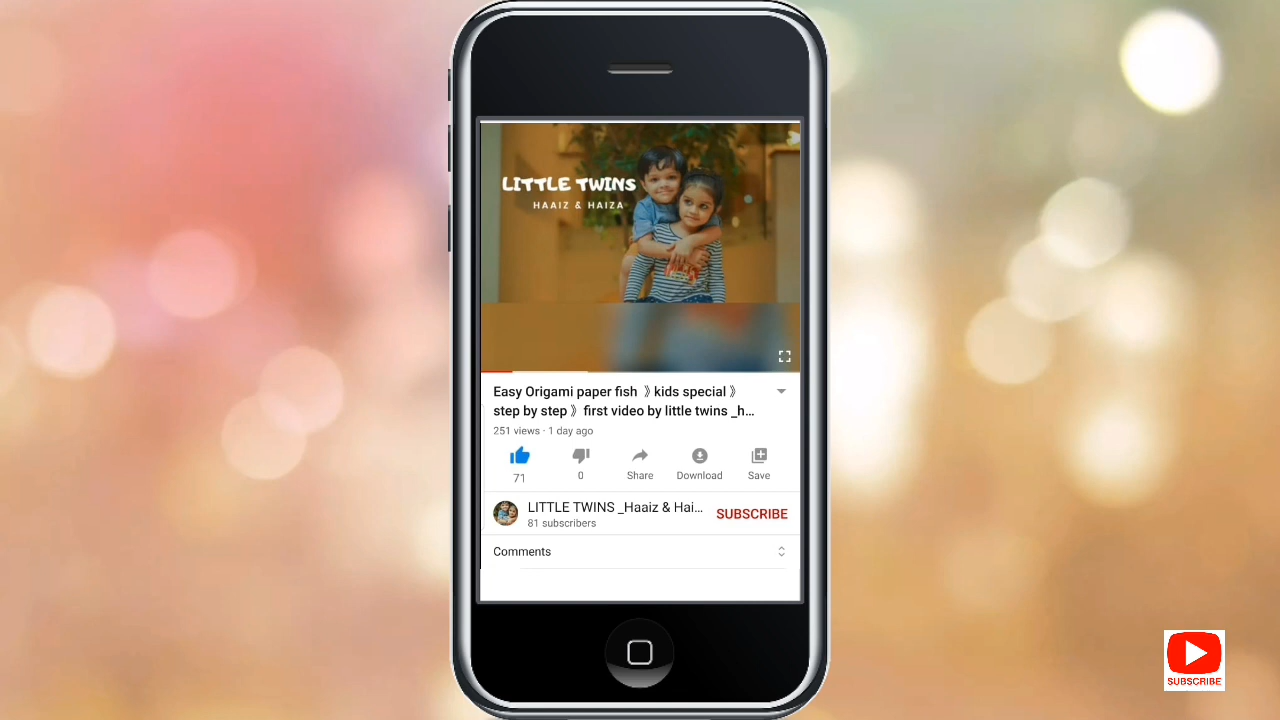 LITTLE TWINS
HAAIZ & HAIZA
Easy Origami paper fish 》kids special》
step by step》first video by little twins _h...
251 views · 1 day ago
71
0
Share
Download
Save
LITTLE TWINS _Haaiz & Hai...
SUBSCRIBE
81 subscribers
Comments
SUBSCRIBE